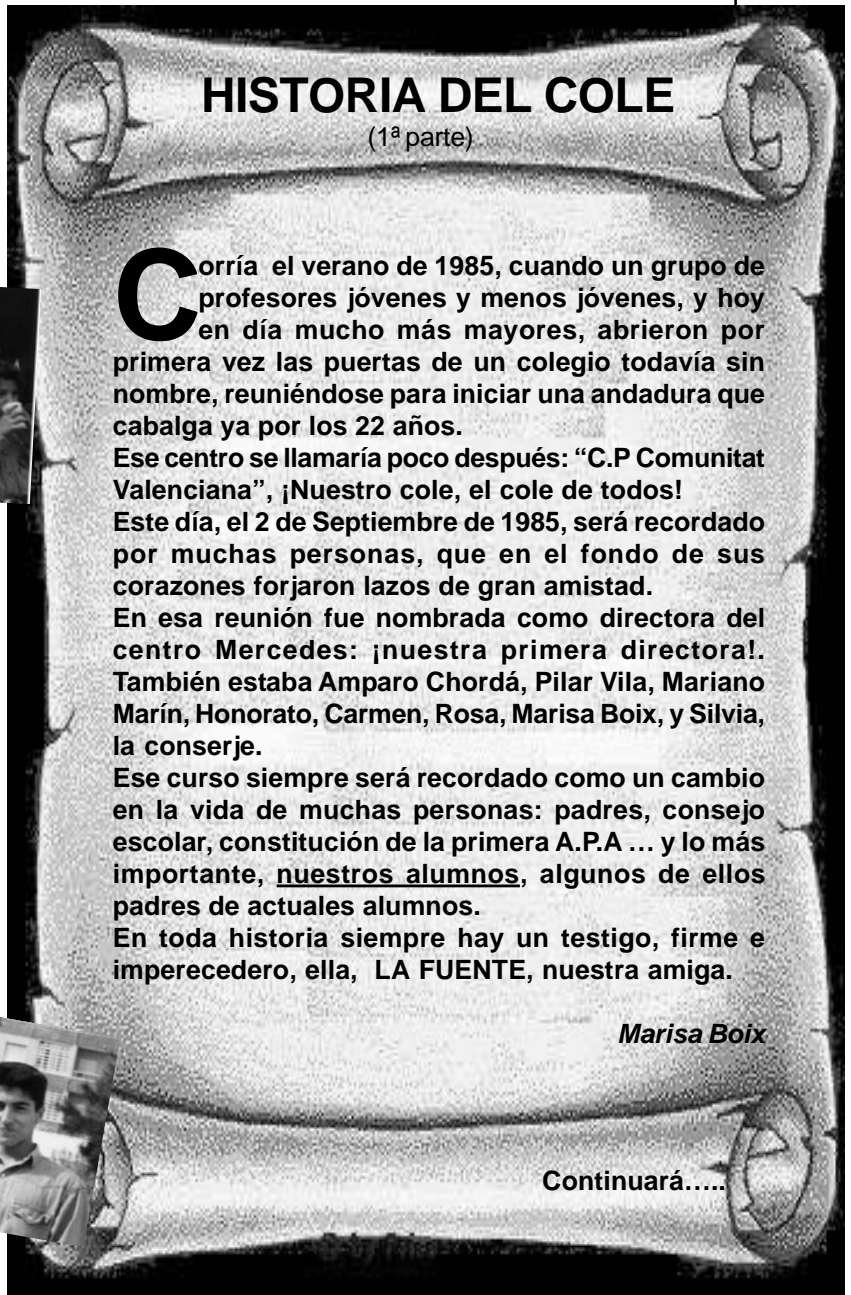 HISTORIA DEL COLE
(1ª parte)
Corría el verano de 1985, cuando un grupo de
profesores jóvenes y menos jóvenes, y hoy
en día mucho más mayores, abrieron por
primera vez las puertas de un colegio todavía sin
nombre, reuniéndose para iniciar una andadura que
cabalga ya por los 22 años.
Ese centro se llamaría poco después: “C.P Comunitat
Valenciana”, ¡Nuestro cole, el cole de todos!
Este día, el 2 de Septiembre de 1985, será recordado
por muchas personas, que en el fondo de sus
corazones forjaron lazos de gran amistad.
En esa reunión fue nombrada como directora del
centro Mercedes: ¡nuestra primera directora!.
También estaba Amparo Chordá, Pilar Vila, Mariano
Marín, Honorato, Carmen, Rosa, Marisa Boix, y Silvia,
la conserje.
Ese curso siempre será recordado como un cambio
en la vida de muchas personas: padres, consejo
escolar, constitución de la primera A.P.A … y lo más
importante, nuestros alumnos, algunos de ellos
padres de actuales alumnos.
En toda historia siempre hay un testigo, firme e
imperecedero, ella, LA FUENTE, nuestra amiga.
Marisa Boix
Continuará…..